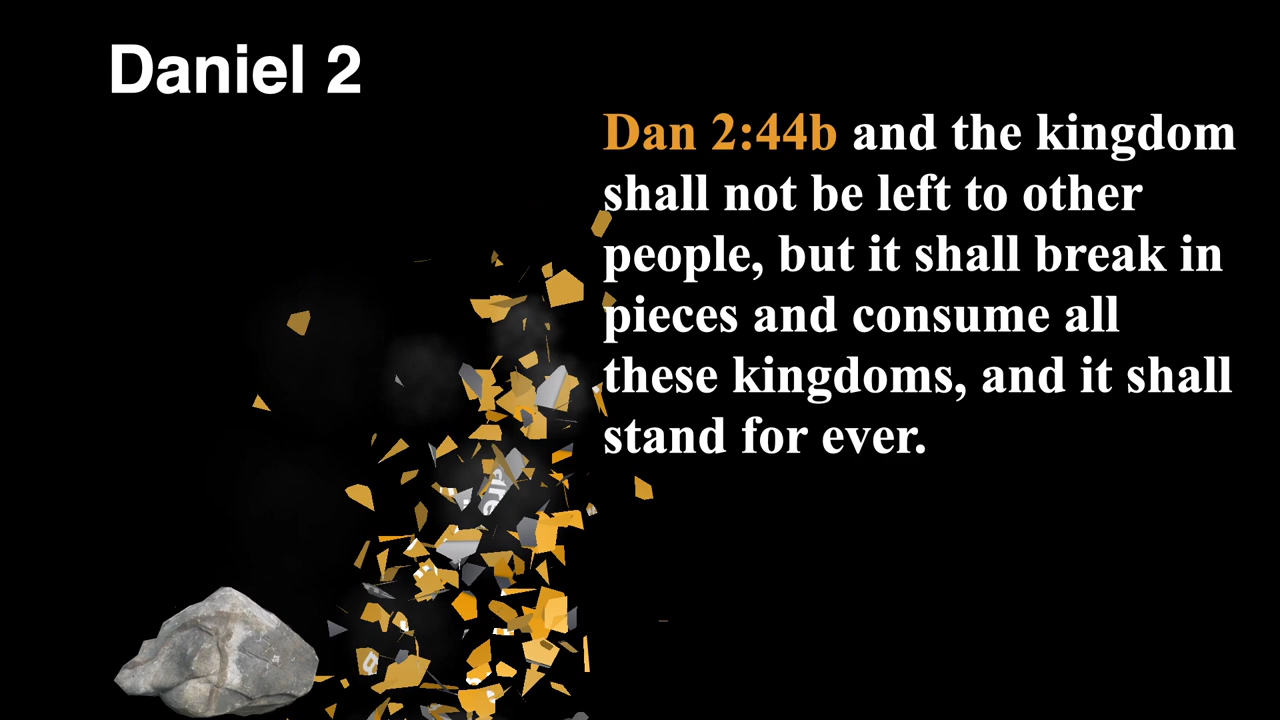 Daniel 2
Dan 2:44b and the kingdom
shall not be left to other
people, but it shall break in
pieces and consume all
these kingdoms, and it shall
stand for ever.